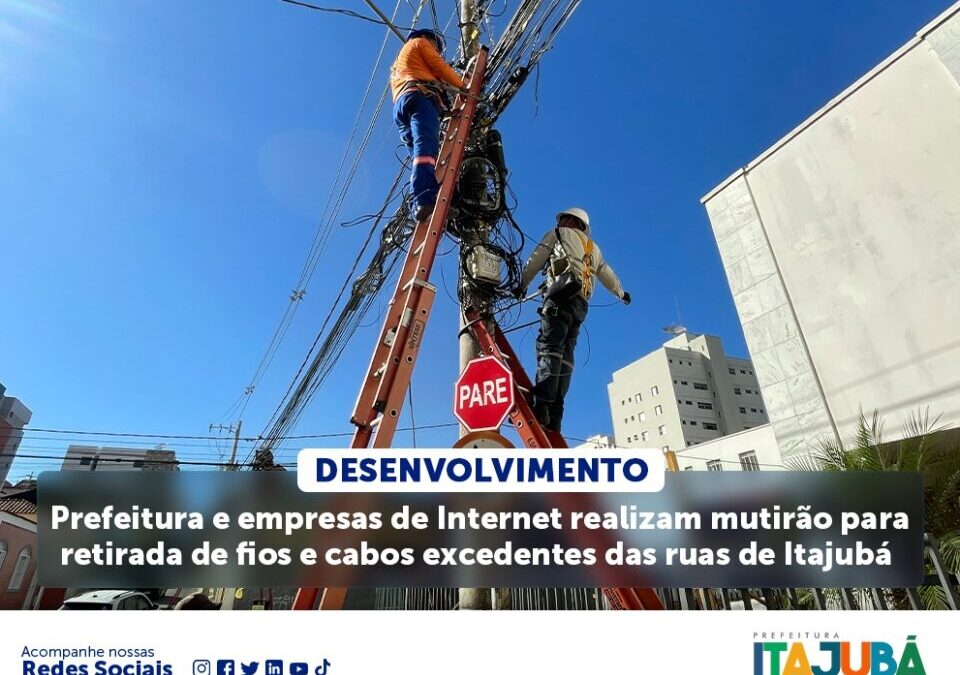 PARE
DESENVOLVIMENTO
Prefeitura e empresas de Internet realizam mutirão para
retirada de fios e cabos excedentes das ruas de Itajubá
Acompanhe nossas
Redes Sociais
PREFEITURA
ITAJUBÁ